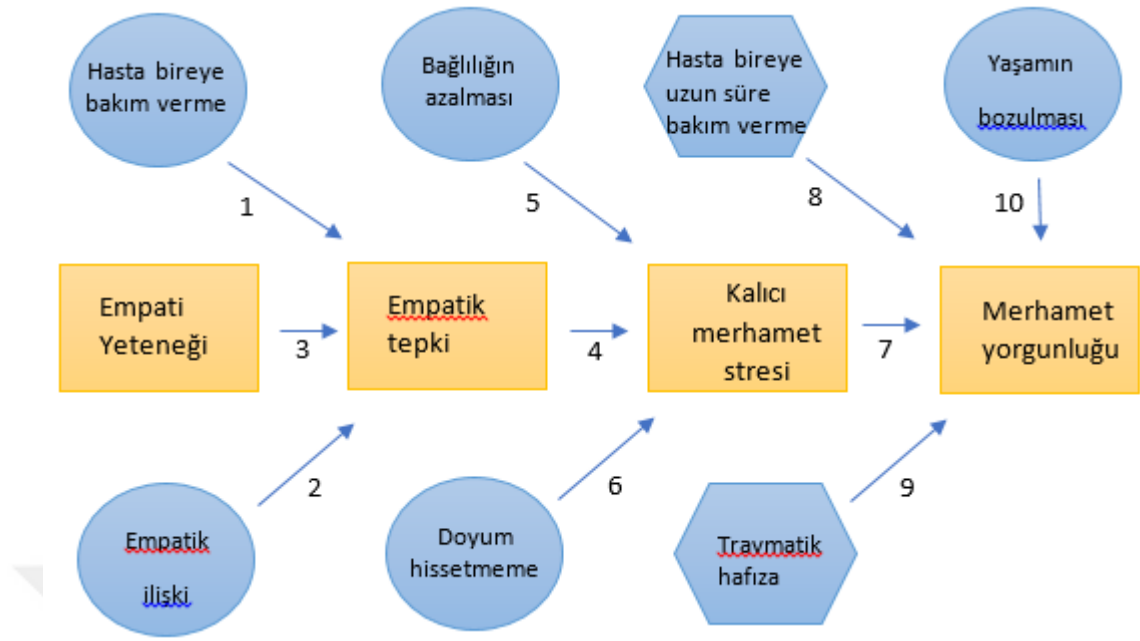 Hasta bireye
bakım verme
Bağlılığın
azalması
Hasta bireye
uzun süre
bakım verme
Yaşamın
bozulması
1
5
8
10
Empati
Yeteneği
3
Empatik
tepki
4
Kalıcı
merhamet
stresi
7
Merhamet
yorgunluğu
2
6
9
Empatik
ilişki
Doyum
hissetmeme
Travmatik
hafıza